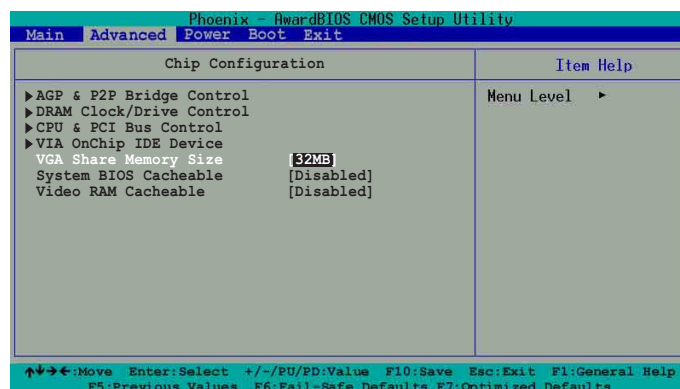 Phoenix - AwardBIOS CMOS Setup Utility
Main Advanced Power Boot Exit
Chip Configuration
Item Help
▶AGP & P2P Bridge Control
Menu Level ▶
▶DRAM Clock/Drive Control
▶CPU & PCI Bus Control
▶VIA OnChip IDE Device
VGA Share Memory Size [32MB]
System BIOS Cacheable [Disabled]
Video RAM Cacheable [Disabled]
↑↓→←:Move Enter:Select +/-/PU/PD:Value F10:Save Esc:Exit F1:General Help
F5:Previous Values F6:Fail-Safe Defaults F7:Optimized Defaults